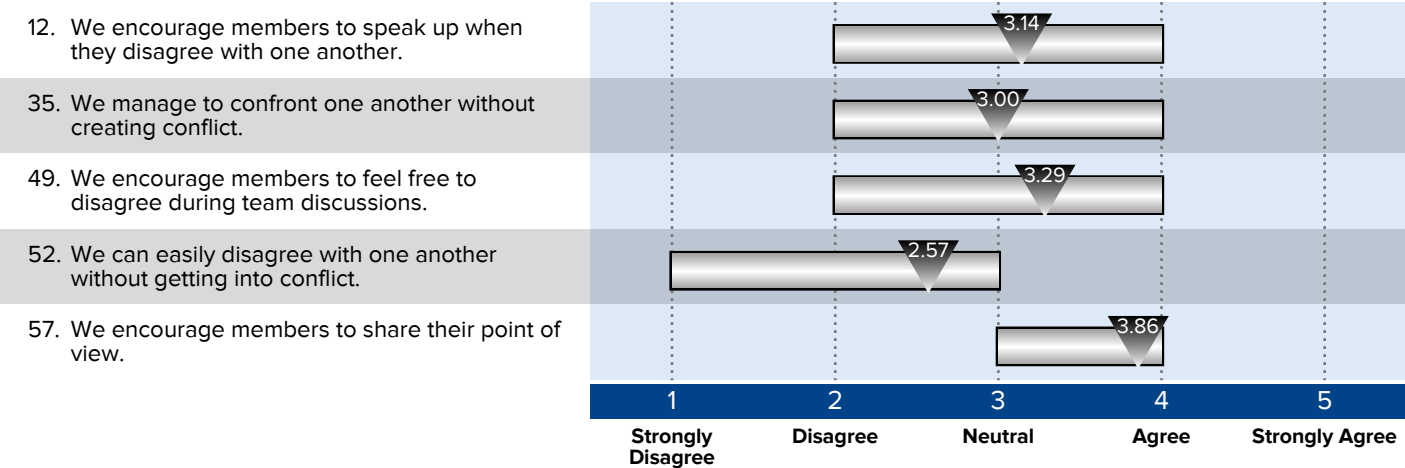 12. We encourage members to speak up when
they disagree with one another.
3.14
35. We manage to confront one another without
creating conflict.
3.00
49. We encourage members to feel free to
disagree during team discussions.
3.29
52. We can easily disagree with one another
without getting into conflict.
2.57
57. We encourage members to share their point of
view.
3.86
1 2 3 4 5
Strongly Disagree Neutral Agree Strongly Agree
Disagree